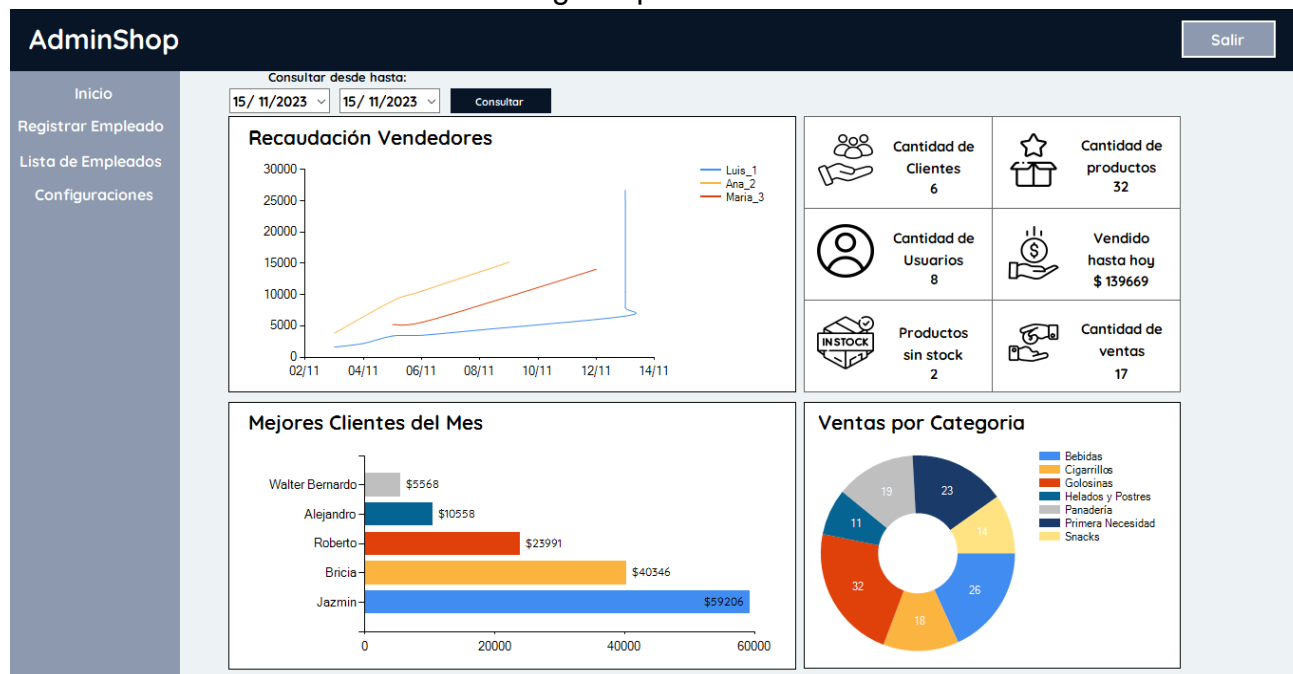 AdminShop
Salir
Inicio
Registrar Empleado
Lista de Empleados
Configuraciones
Consultar desde hasta:
15/ 11/2023
15/ 11/2023
Consultar
Recaudación Vendedores
30000
25000
20000
15000
10000
5000
0
02/11
04/11
06/11
08/11
10/11
12/11
14/11
Luis_1
Ana_2
Maria_3
Cantidad de
Clientes
6
Cantidad de
productos
32
Cantidad de
Usuarios
8
Vendido
hasta hoy
$ 139669
IN STOCK
Productos
sin stock
2
Cantidad de
ventas
17
Mejores Clientes del Mes
Walter Bernardo
$5568
Alejandro
$10558
Roberto
$23991
Bricia
$40346
Jazmin
$59206
0
20000
40000
60000
Ventas por Categoria
19
23
11
14
32
26
18
Bebidas
Cigarrillos
Golosinas
Helados y Postres
Panadería
Primera Necesidad
Snacks